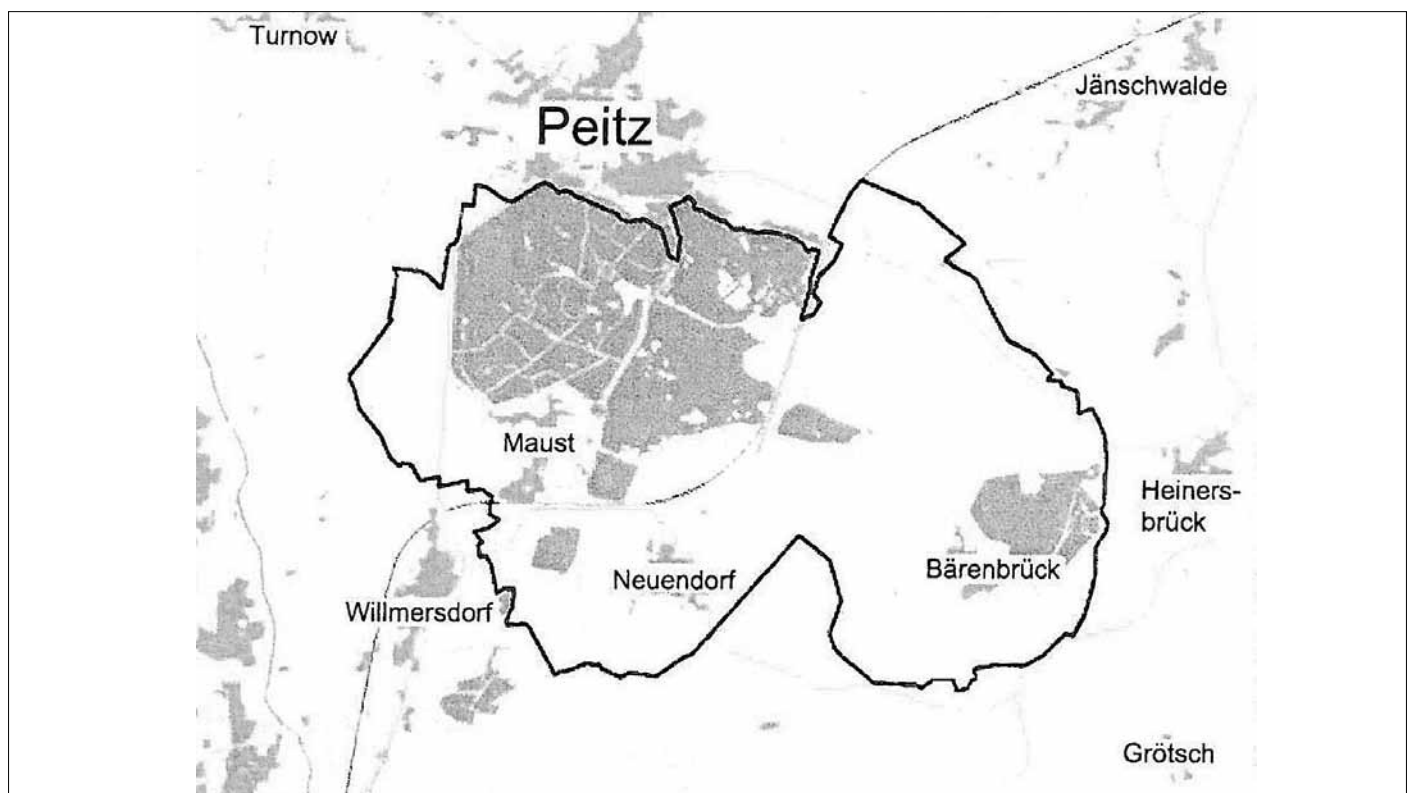 Turnow
Jänschwalde
Peitz
Maust
Heiners-
brück
Bärenbrück
Neuendorf
Willmersdorf
Grötsch